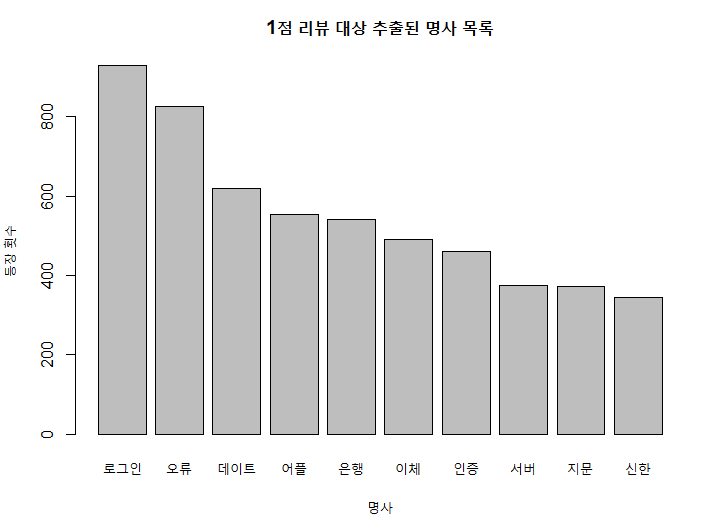 1점 리뷰 대상 추출된 명사 목록
등장 횟수
800
600
400
200
0
로그인 오류 데이트 어플 은행 이체 인증 서버 지문 신한
명사